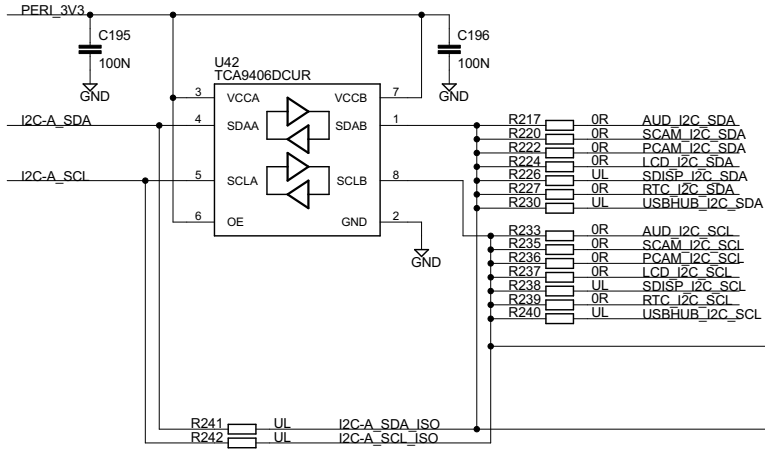 PERI_3V3
C195
100N
GND
C196
100N
GND
U42
TCA9406DCUR
3 VCCA VCCB 7
I2C-A_SDA 4 SDAA SDAB 1
I2C-A_SCL 5 SCLA SCLB 8
6 OE GND 2
GND
R217 0R AUD_I2C_SDA
R220 0R SCAM_I2C_SDA
R222 0R PCAM_I2C_SDA
R224 0R LCD_I2C_SDA
R226 UL SDISP_I2C_SDA
R227 0R RTC_I2C_SDA
R230 UL USBHUB_I2C_SDA
R233 0R AUD_I2C_SCL
R235 0R SCAM_I2C_SCL
R236 0R PCAM_I2C_SCL
R237 0R LCD_I2C_SCL
R238 UL SDISP_I2C_SCL
R239 0R RTC_I2C_SCL
R240 UL USBHUB_I2C_SCL
R241 UL I2C-A_SDA_ISO
R242 UL I2C-A_SCL_ISO